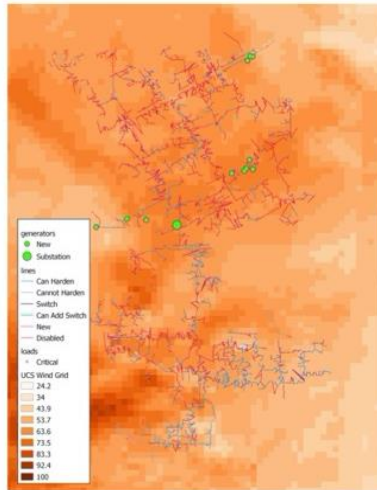 generators
New
Substation
lines
Can Harden
Cannot Harden
Switch
Can Add Switch
New
Disabled
loads
Critical
UCS Wind Grid
24.2
34
43.9
53.7
63.6
73.5
83.3
92.4
100